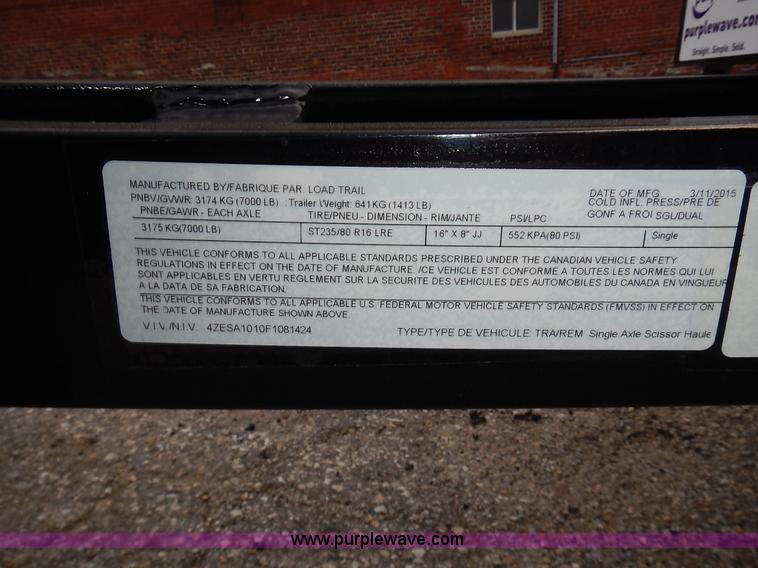 purplewave.com
Straight. Simple. Sold.
MANUFACTURED BY/FABRIQUE PAR: LOAD TRAIL
DATE OF MFG 3/11/2015
PNBV/GVWR: 3174 KG (7000 LB) Trailer Weight: 641 KG (1413 LB)
COLD INFL. PRESS/PRE DE
PNBE/GAWR - EACH AXLE TIRE/PNEU - DIMENSION - RIM/JANTE PSI/LPC GONF A FROI SGL/DUAL
3175 KG(7000 LB) ST235/80 R16 LRE 16" X 8" JJ 552 KPA(80 PSI) Single
THIS VEHICLE CONFORMS TO ALL APPLICABLE STANDARDS PRESCRIBED UNDER THE CANADIAN VEHICLE SAFETY
REGULATIONS IN EFFECT ON THE DATE OF MANUFACTURE. /CE VEHICLE EST CONFORME A TOUTES LES NORMES QUI LUI
SONT APPLICABLES EN VERTU REGLEMENT SUR LA SECURITE DES VEHICULES DES AUTOMOBILES DU CANADA EN VINGUEUR
A LA DATA DE SA FABRICATION.
THIS VEHICLE CONFORMS TO ALL APPLICABLE U.S. FEDERAL MOTOR VEHICLE SAFETY STANDARDS (FMVSS) IN EFFECT ON
THE DATE OF MANUFACTURE SHOWN ABOVE.
V.I.V./N.I.V. 4ZESA1010F1081424 TYPE/TYPE DE VEHICULE: TRA/REM Single Axle Scissor Haule
www.purplewave.com